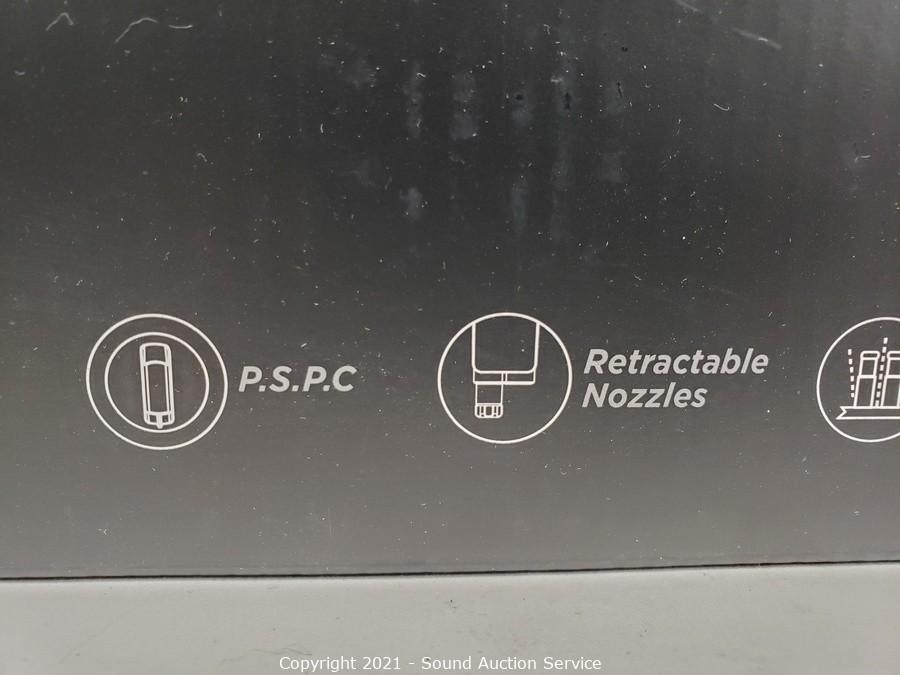 P.S.P.C
Retractable
Nozzles
Copyright 2021 - Sound Auction Service